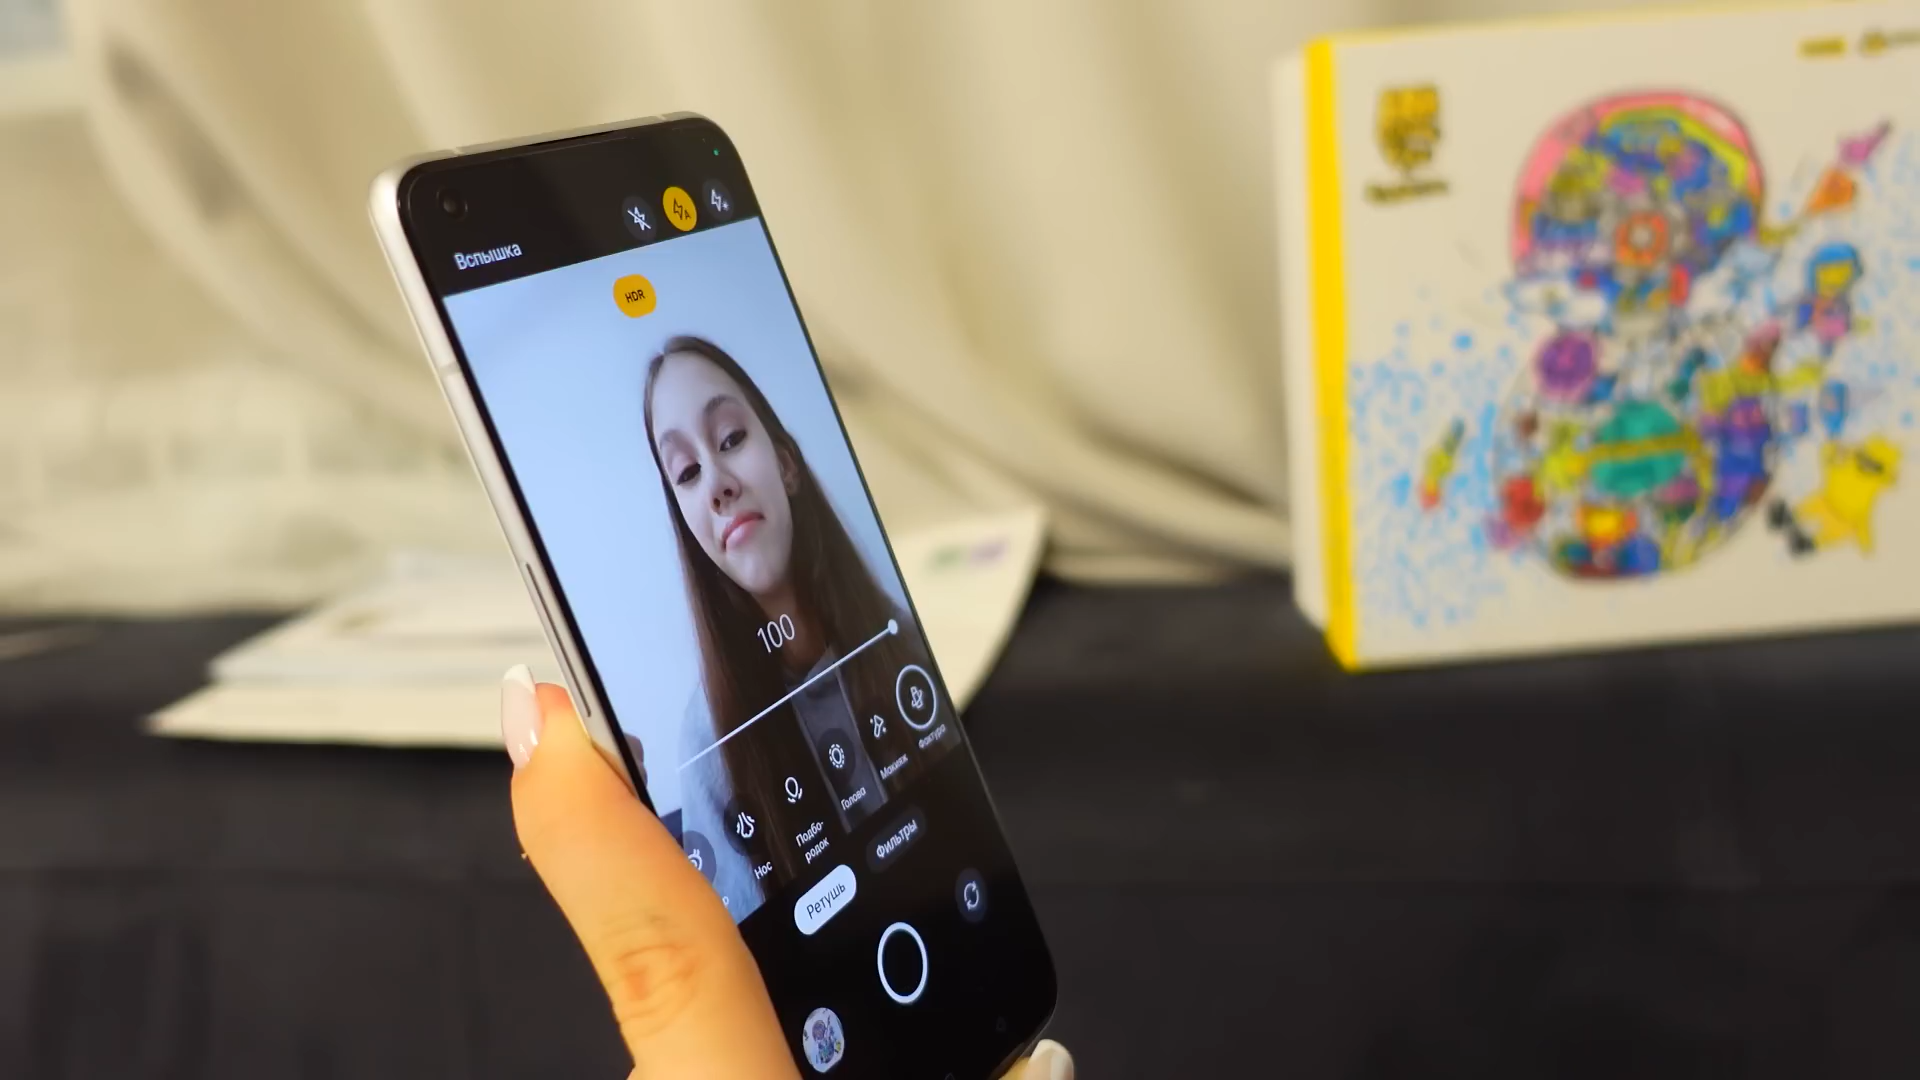 Вспышка
HDR
100
Нос
Подбо-
родок
Голова
Макияж
Фактура
Ретушь
Фильтры